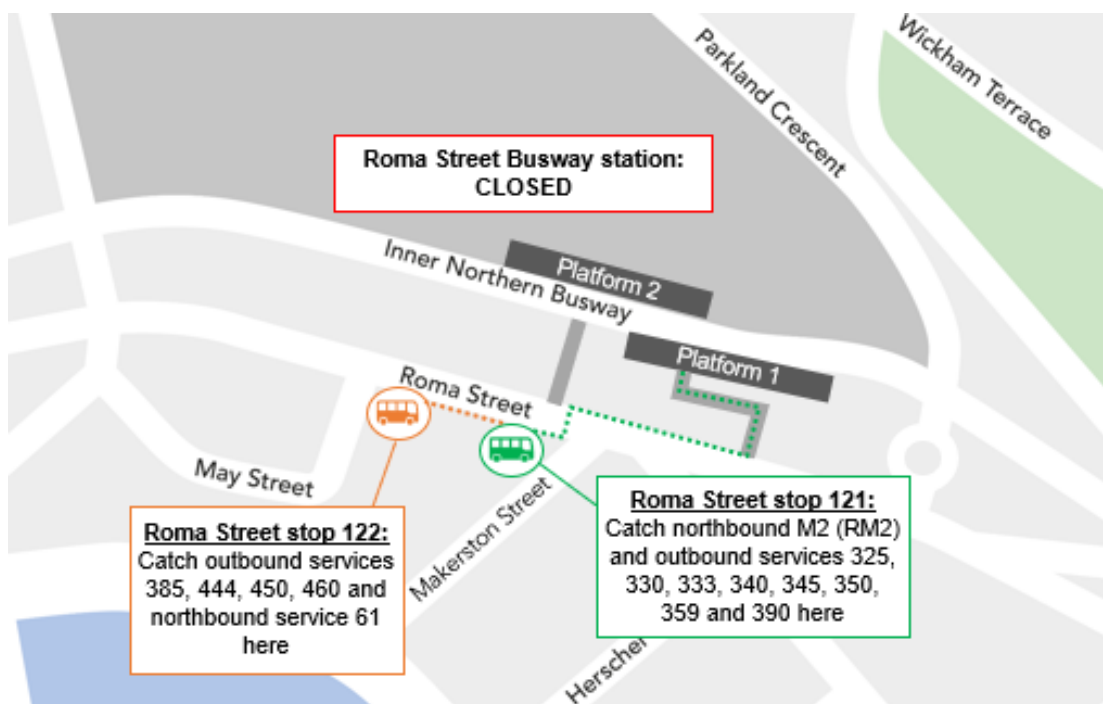 Wickham Terrace
Parkland Crescent
Roma Street Busway station:
CLOSED
Inner Northern Busway
Platform 2
Platform 1
Roma Street
May Street
Makerston Street
Roma Street stop 122:
Catch outbound services
385, 444, 450, 460 and
northbound service 61
here
Roma Street stop 121:
Catch northbound M2 (RM2)
and outbound services 325,
330, 333, 340, 345, 350,
359 and 390 here
Herschel